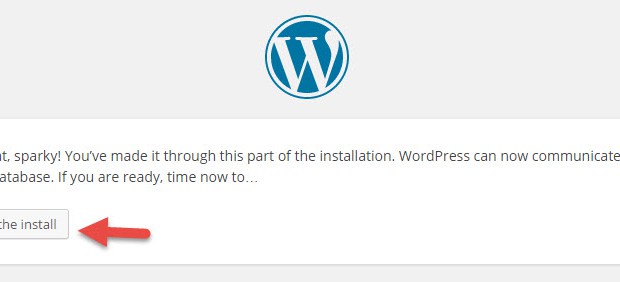 sparky! You’ve made it through this part of the installation. WordPress can now communicate
If you are ready, time now to…
the install